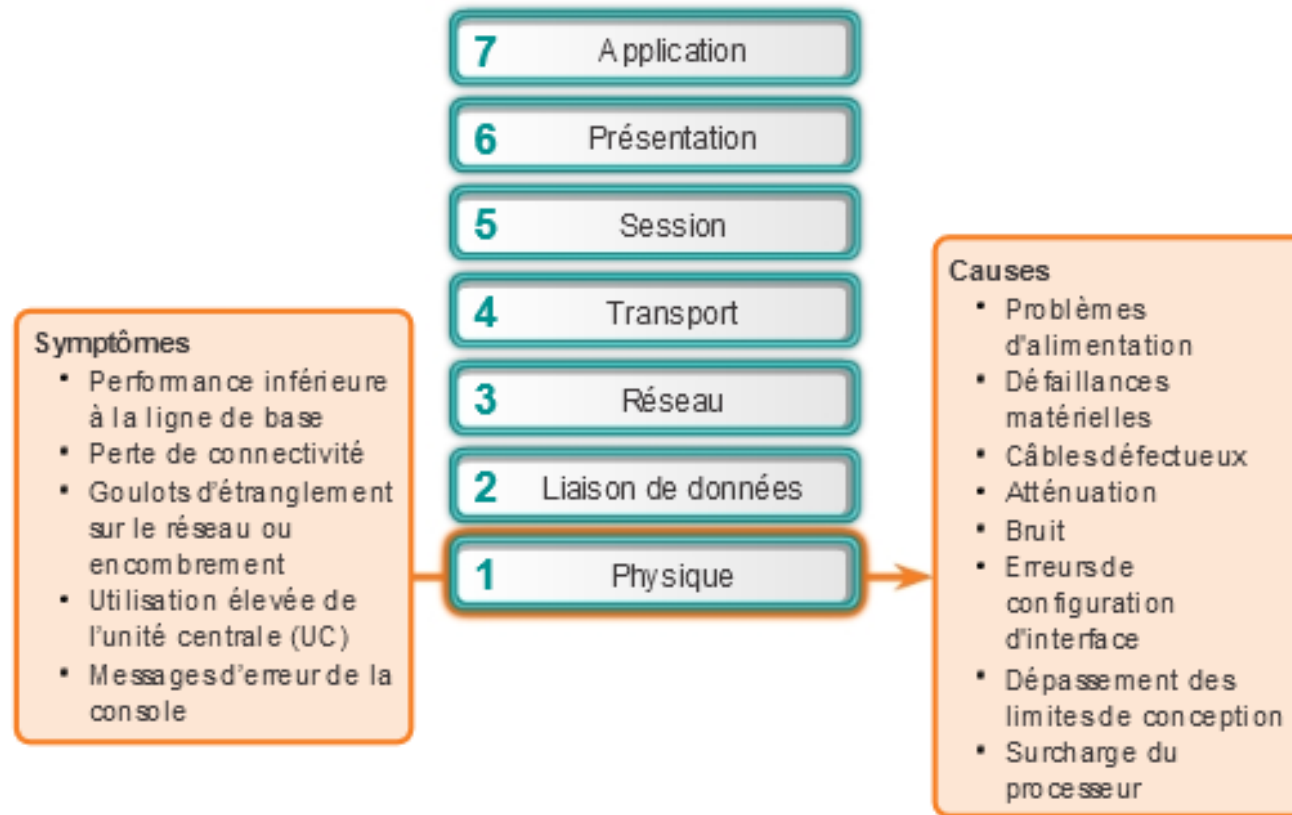 7 Application
6 Présentation
5 Session
4 Transport
3 Réseau
2 Liaison de données
1 Physique
Symptômes
• Performance inférieure
à la ligne de base
• Perte de connectivité
• Goulots d'étranglement
sur le réseau ou
encombrement
• Utilisation élevée de
l'unité centrale (UC)
• Messages d'erreur de la
console
Causes
• Problèmes
d'alimentation
• Défaillances
matérielles
• Câbles défectueux
• Atténuation
• Bruit
• Erreurs de
configuration
d'interface
• Dépassement des
limites de conception
• Surcharge du
processeur